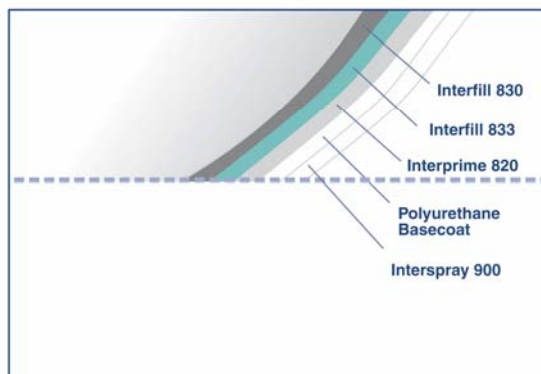 Interfill 830
Interfill 833
Interprime 820
Polyurethane
Basecoat
Interspray 900